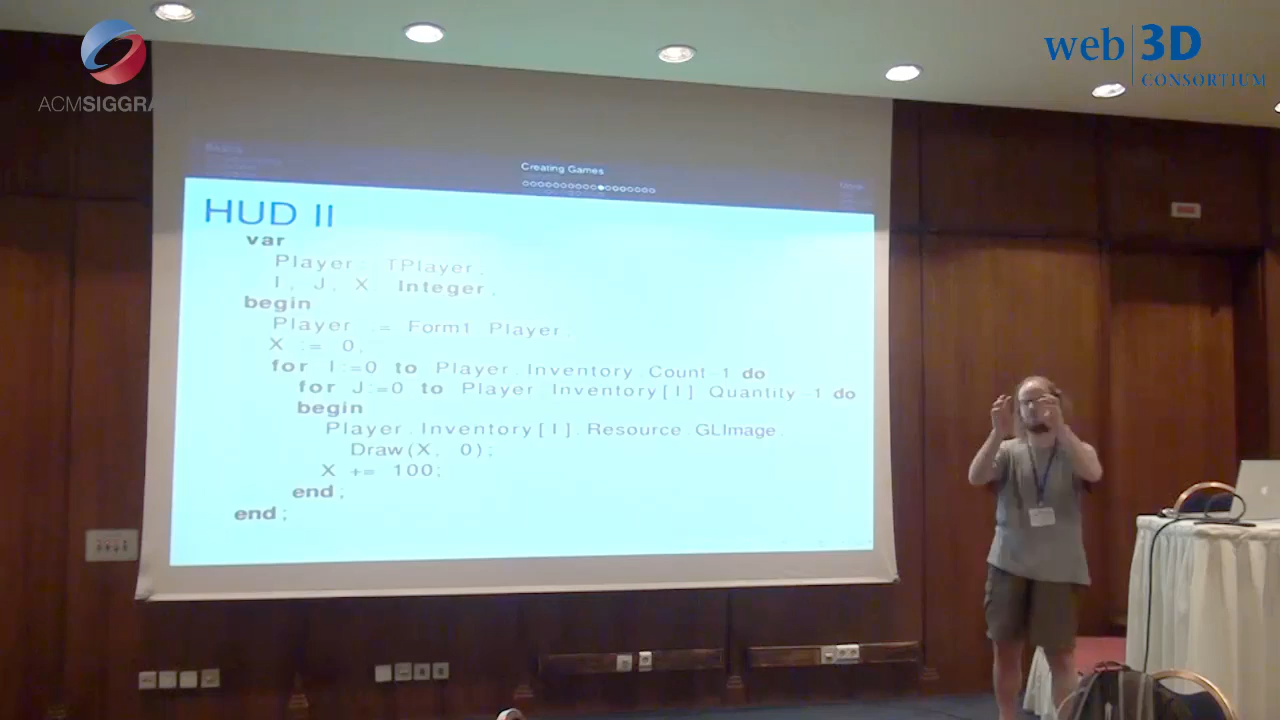 ACMSIGGRA
web 3D
CONSORTIUM
Basics
Creating Games
HUD II
var
Player TPlayer
I, J, X Integer;
begin
Player := Form1 Player;
X := 0;
for I:=0 to Player.Inventory.Count-1 do
for J:=0 to Player Inventory[I] Quantity-1 do
begin
Player.Inventory[I].Resource GLImage
Draw(X, 0);
X += 100;
end;
end;